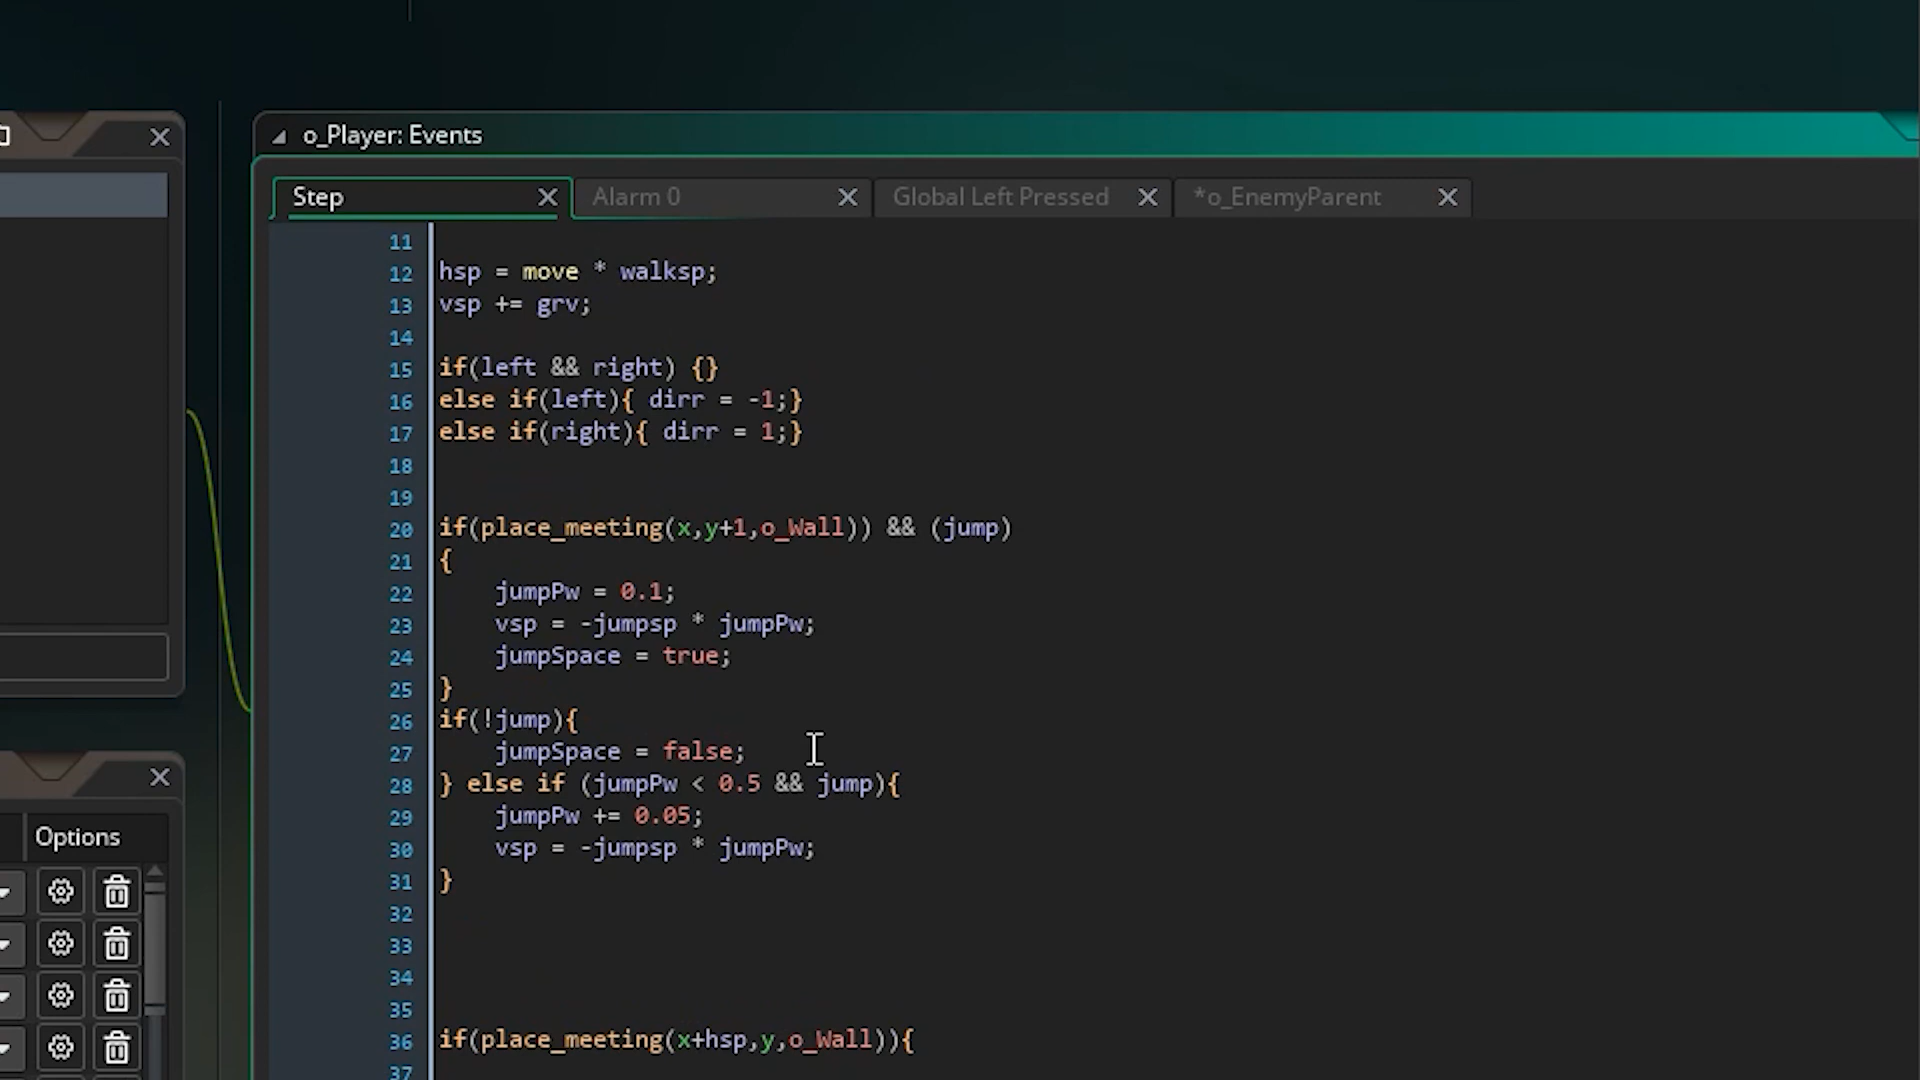 o_Player: Events
Step
Alarm 0
Global Left Pressed
*o_EnemyParent
11
12 hsp = move * walksp;
13 vsp += grv;
14
15 if(left && right) {}
16 else if(left){ dirr = -1;}
17 else if(right){ dirr = 1;}
18
19
20 if(place_meeting(x,y+1,o_Wall)) && (jump)
21 {
22 jumpPw = 0.1;
23 vsp = -jumpsp * jumpPw;
24 jumpSpace = true;
25 }
26 if(!jump){
27 jumpSpace = false;
28 } else if (jumpPw < 0.5 && jump){
29 jumpPw += 0.05;
30 vsp = -jumpsp * jumpPw;
31 }
32
33
34
35
36 if(place_meeting(x+hsp,y,o_Wall)){
37
Options